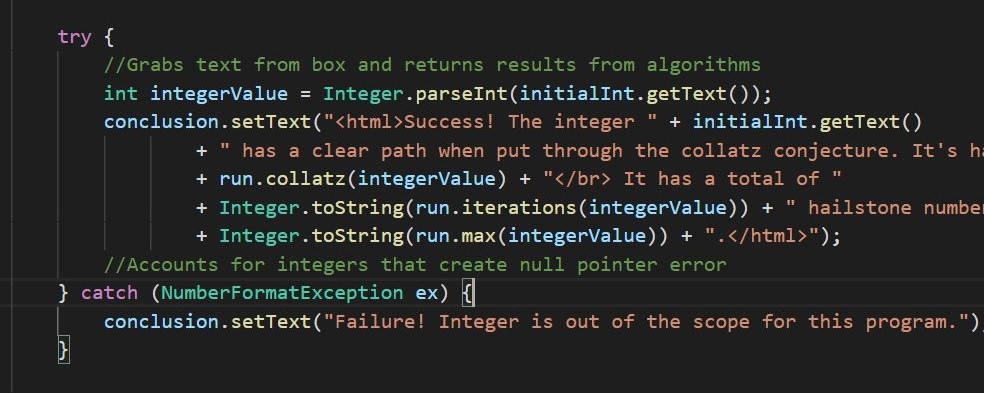 try {
//Grabs text from box and returns results from algorithms
int integerValue = Integer.parseInt(initialInt.getText());
conclusion.setText("<html>Success! The integer " + initialInt.getText()
+ " has a clear path when put through the collatz conjecture. It's
+ run.collatz(integerValue) + "</br> It has a total of "
+ Integer.toString(run.iterations(integerValue)) + " hailstone
+ Integer.toString(run.max(integerValue)) + ".</html>");
//Accounts for integers that create null pointer error
} catch (NumberFormatException ex) {
conclusion.setText("Failure! Integer is out of the scope for this program.")
}